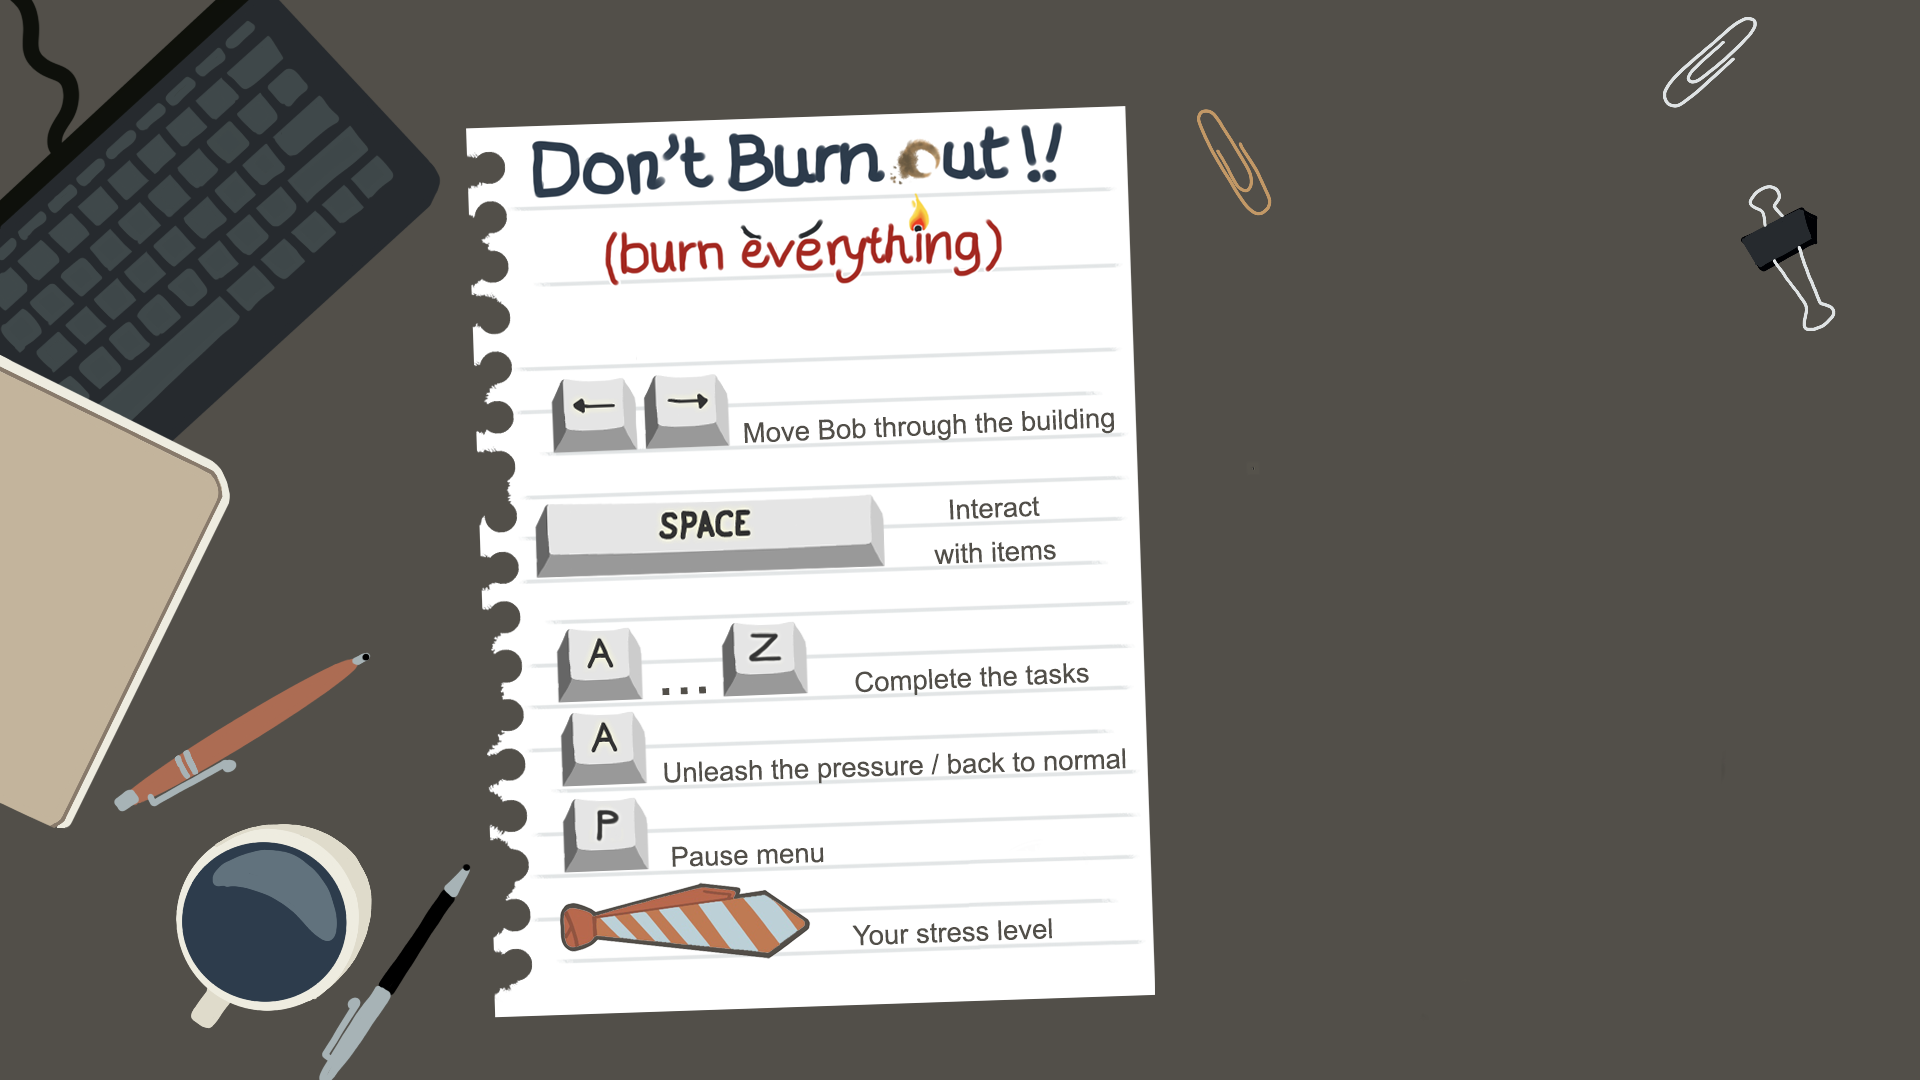 Don't Burn out!!
(burn everything)
← → Move Bob through the building
SPACE Interact
with items
A ... Z Complete the tasks
A Unleash the pressure / back to normal
P Pause menu
Your stress level